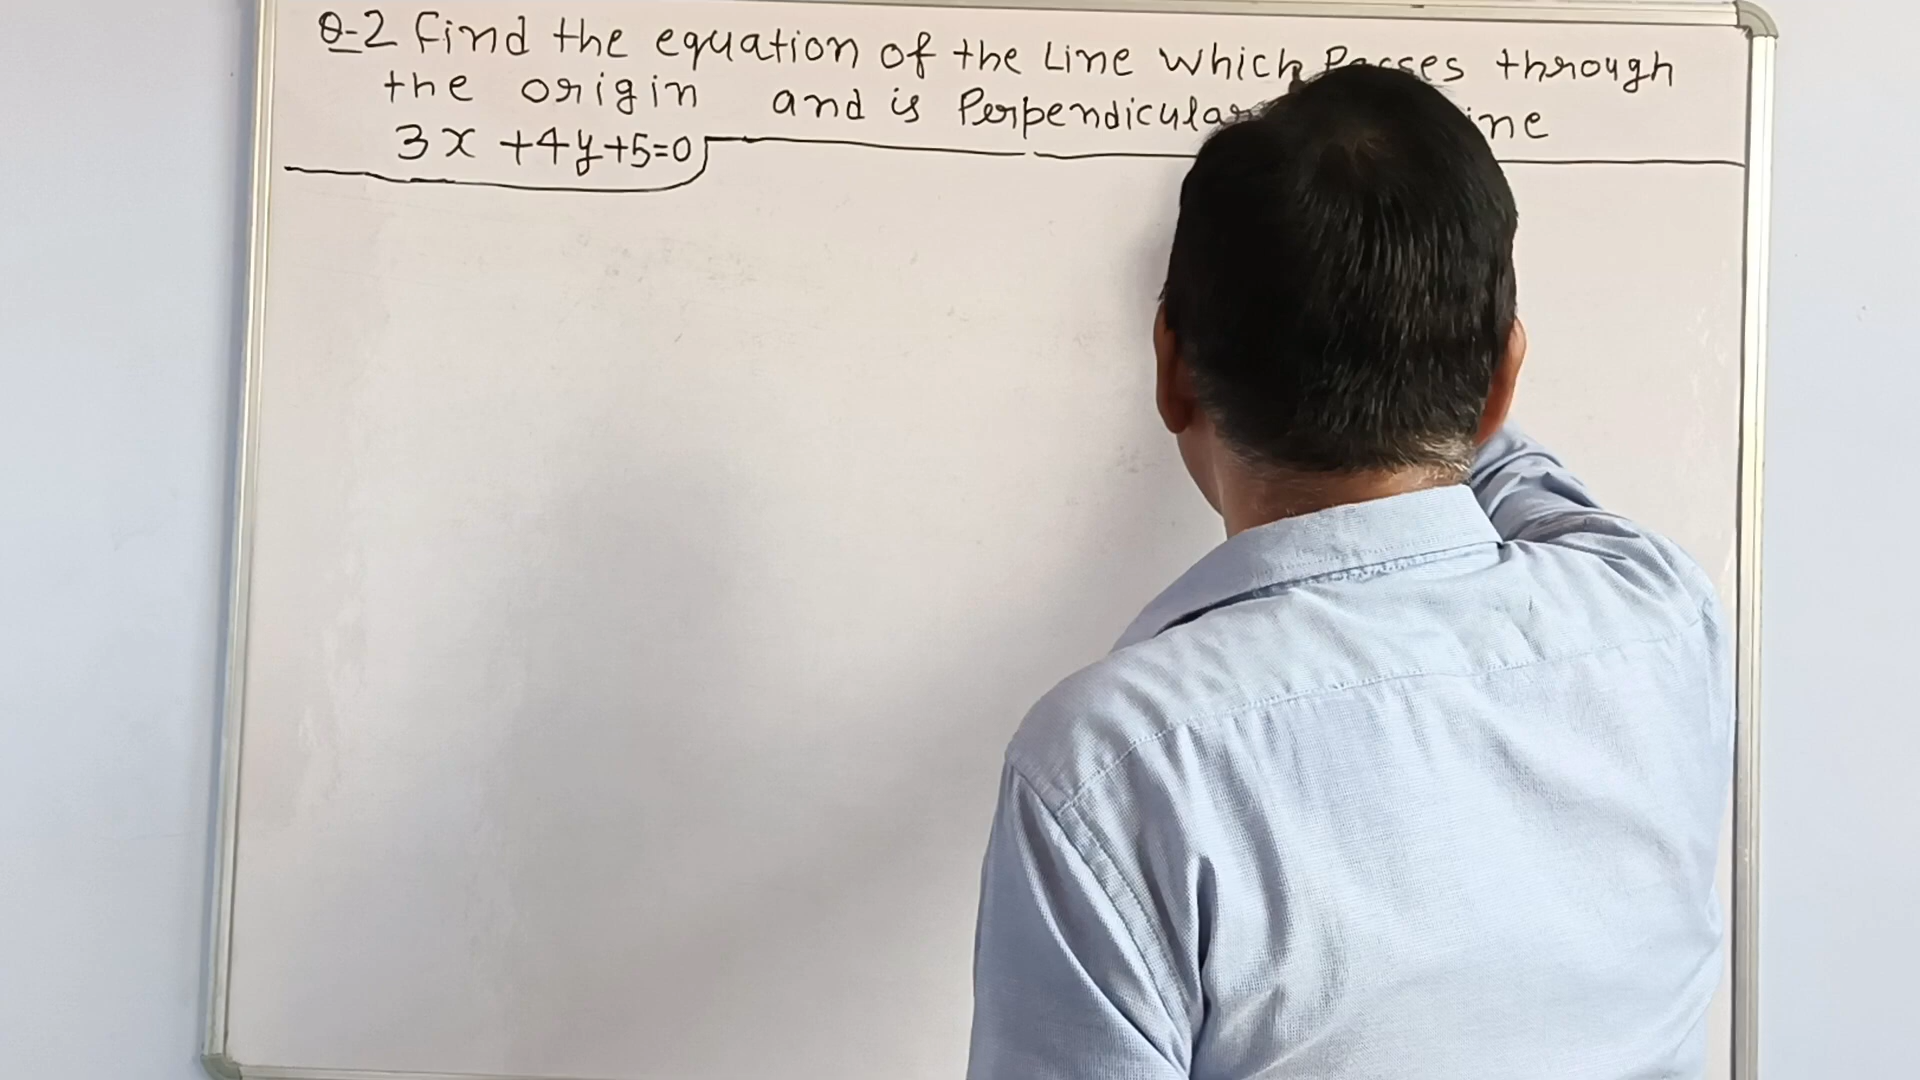 Q-2 Find the equation of the Line which Passes through
the origin and is Perpendicular
3x +4y+5=0